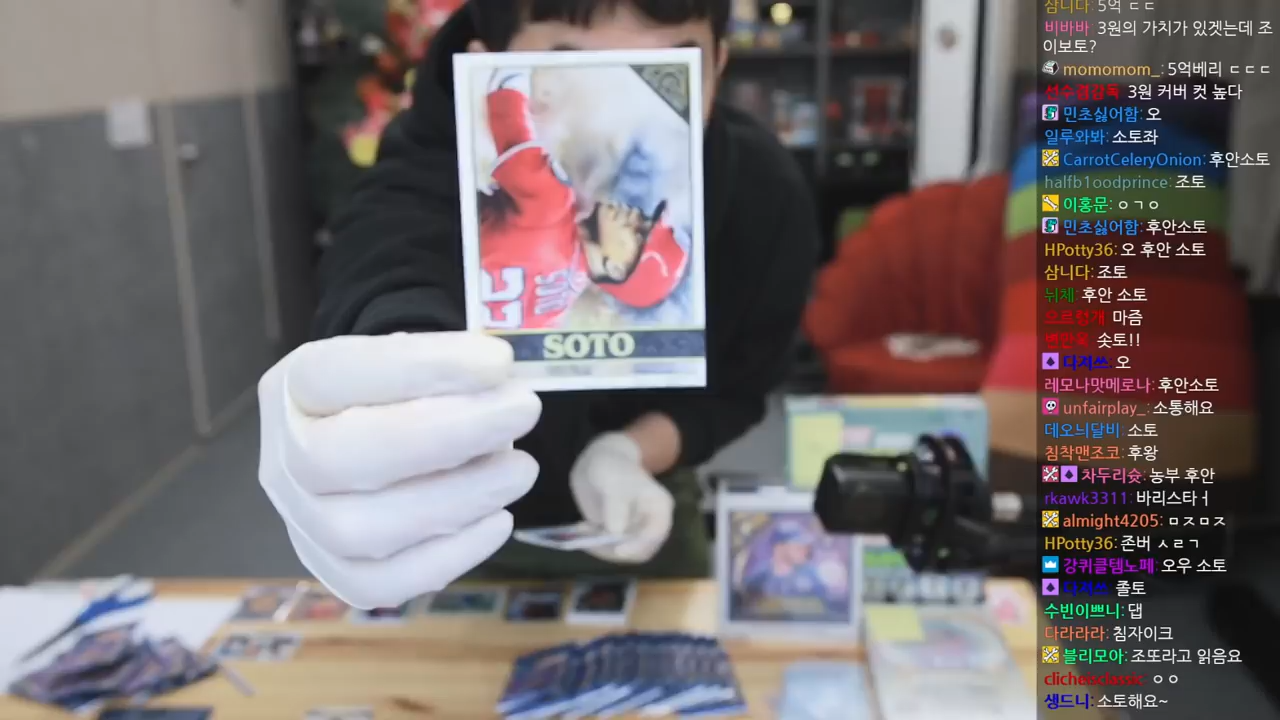 SOTO
삼니다: 5억 ㄷㄷ
비바바: 3원의 가치가 있겟는데 조
이보토?
momomom_: 5억베리 ㄷㄷㄷ
선수겸감독: 3원 커버 컷 높다
민초싫어함: 오
일루와봐: 소토좌
CarrotCeleryOnion: 후안소토
halfb1oodprince: 조토
이홍문: ㅇㄱㅇ
민초싫어함: 후안소토
HPotty36: 오 후안 소토
삼니다: 조토
뉘체: 후안 소토
으르렁개: 마즘
변만욱: 솟토!!
다져쓰: 오
레모나맛메로나: 후안소토
unfairplay_: 소통해요
데오늬달비: 소토
침착맨조코: 후왕
차두리슛: 농부 후안
rkawk3311: 바리스타ㅓ
almight4205: ㅁㅈㅁㅈ
HPotty36: 존버 ㅅㄹㄱ
강퀴클템노페: 오우 소토
다져쓰: 졸토
수빈이쁘니: 댑
다라라라: 침자이크
블리모아: 조또라고 읽음요
clicheisclassic: ㅇㅇ
생드니: 소토해요~